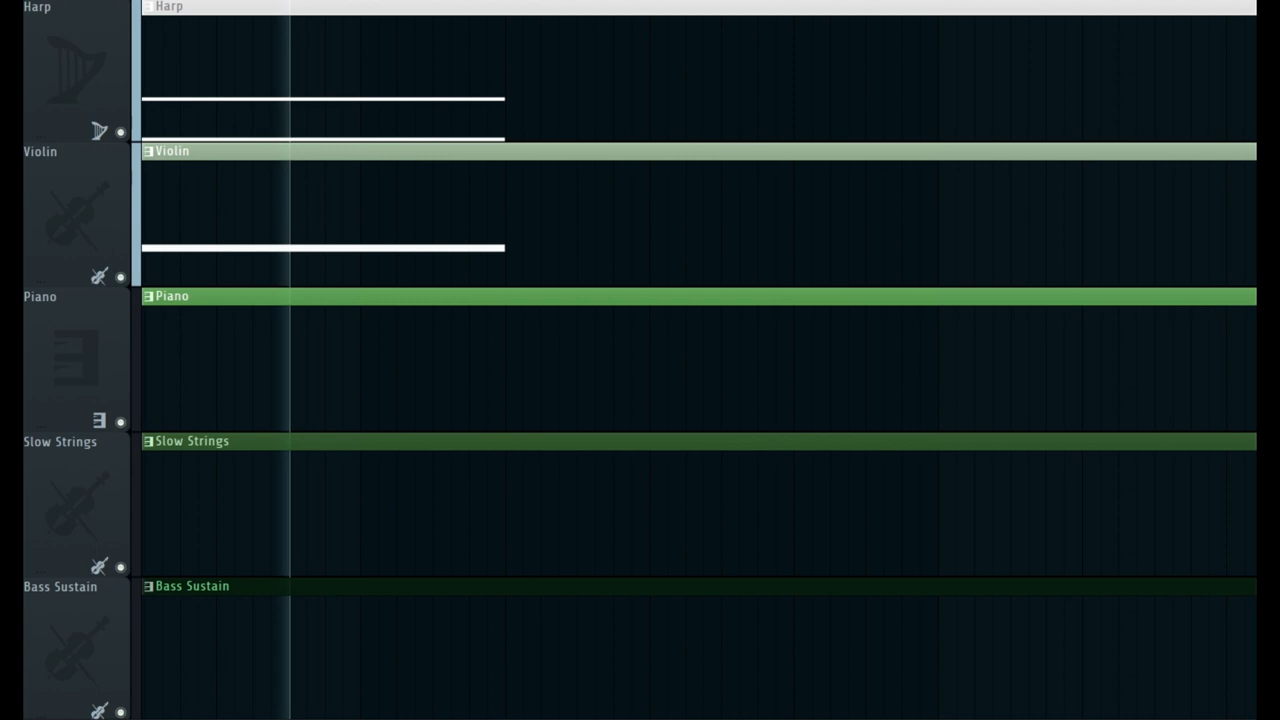 Harp
Harp
Violin
Violin
Piano
Piano
Slow Strings
Slow Strings
Bass Sustain
Bass Sustain